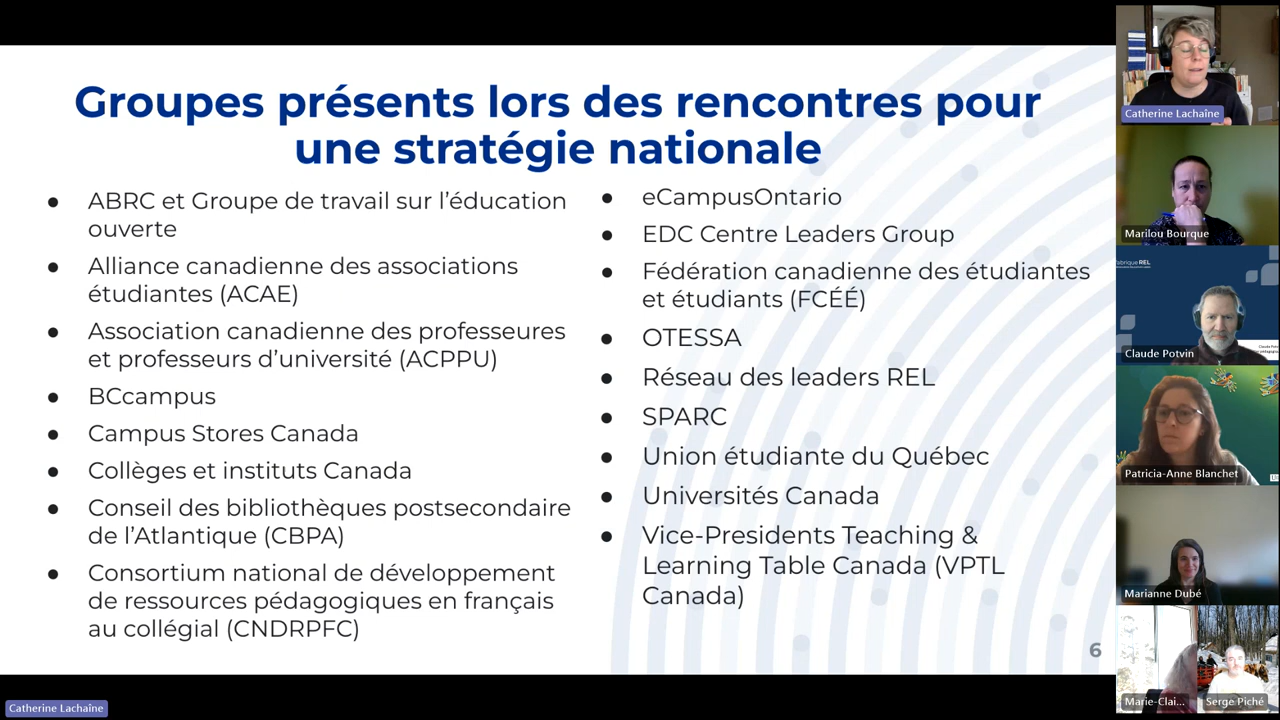 Groupes présents lors des rencontres pour
une stratégie nationale
● ABRC et Groupe de travail sur l’éducation
ouverte
● Alliance canadienne des associations
étudiantes (ACAE)
● Association canadienne des professeures
et professeurs d’université (ACPPU)
● BCcampus
● Campus Stores Canada
● Collèges et instituts Canada
● Conseil des bibliothèques postsecondaire
de l’Atlantique (CBPA)
● Consortium national de développement
de ressources pédagogiques en français
au collégial (CNDRPFC)
● eCampusOntario
● EDC Centre Leaders Group
● Fédération canadienne des étudiantes
et étudiants (FCÉÉ)
● OTESSA
● Réseau des leaders REL
● SPARC
● Union étudiante du Québec
● Universités Canada
● Vice-Presidents Teaching &
Learning Table Canada (VPTL
Canada)
6
Catherine Lachaîne
Marilou Bourque
fabrique REL
Claude Potvin
Patricia-Anne Blanchet
Marianne Dubé
Marie-Clai...
Serge Piché
Catherine Lachaîne